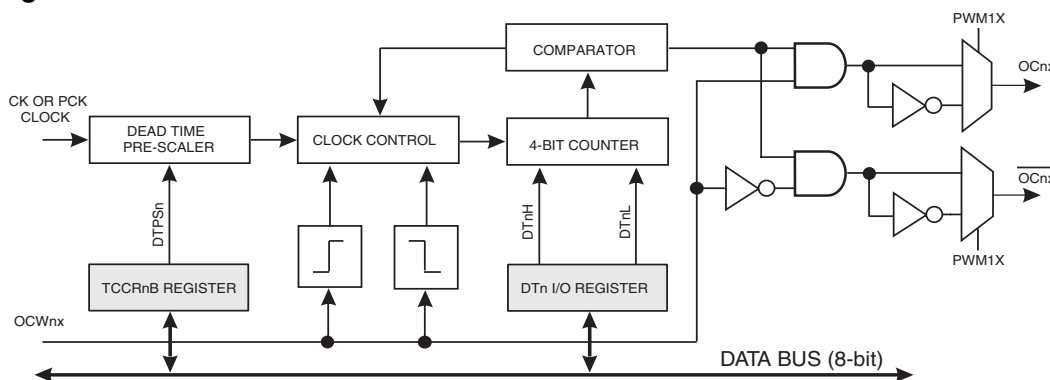 PWM1X
COMPARATOR
OCnx
CK OR PCK
CLOCK
DEAD TIME
PRE-SCALER
CLOCK CONTROL
4-BIT COUNTER
OCnx
DTPSn
DTnH
DTnL
PWM1X
TCCRnB REGISTER
DTn I/O REGISTER
OCWnx
DATA BUS (8-bit)